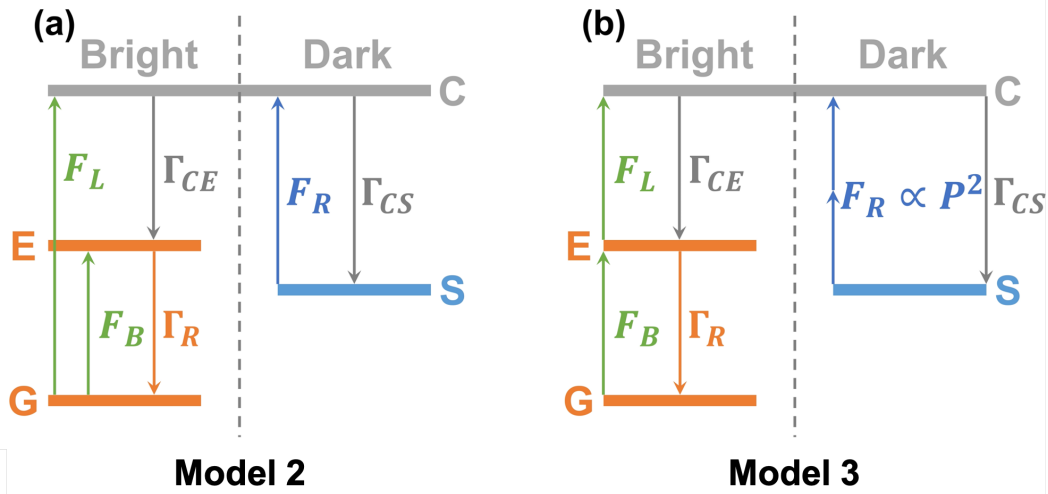 (a)
Bright Dark
C
F_L Γ_CE F_R Γ_CS
E
S
F_B Γ_R
G
Model 2
(b)
Bright Dark
C
F_L Γ_CE F_R ∝ P² Γ_CS
E
S
F_B Γ_R
G
Model 3